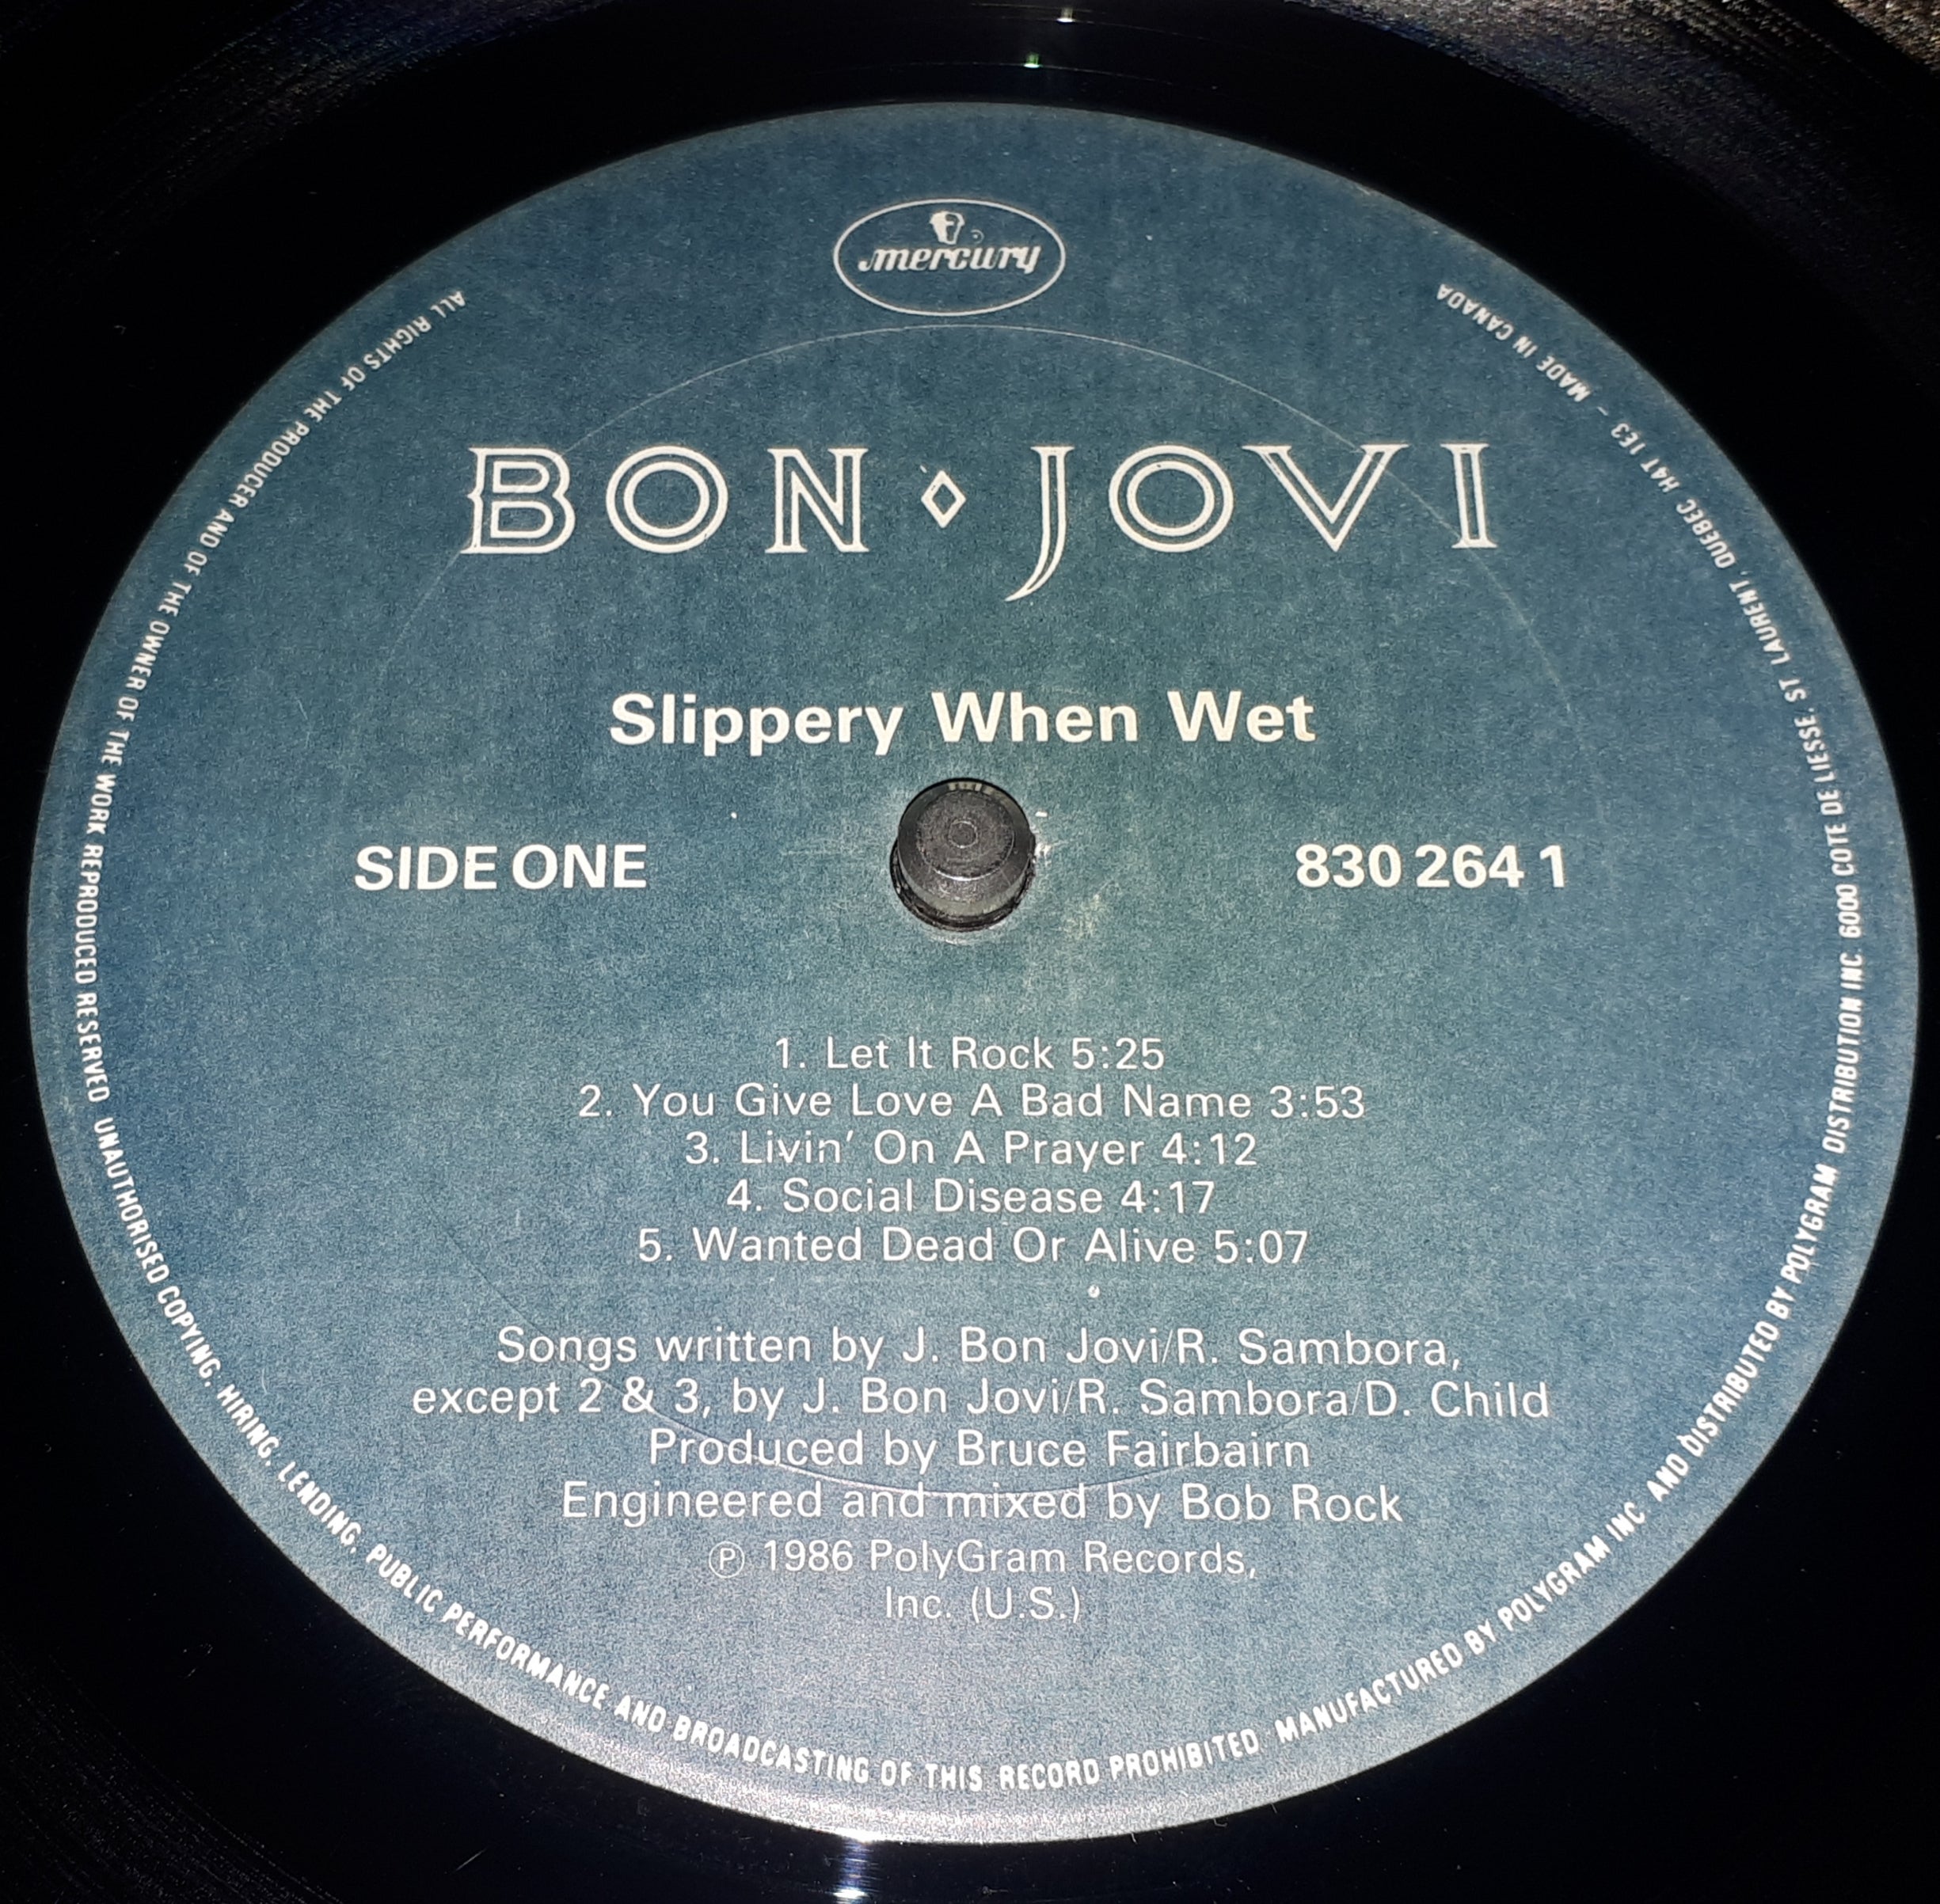 mercury
BON ◇ JOVI
Slippery When Wet
SIDE ONE
830 264 1
1. Let It Rock 5:25
2. You Give Love A Bad Name 3:53
3. Livin' On A Prayer 4:12
4. Social Disease 4:17
5. Wanted Dead Or Alive 5:07
Songs written by J. Bon Jovi/R. Sambora,
except 2 & 3, by J. Bon Jovi/R. Sambora/D. Child
Produced by Bruce Fairbairn
Engineered and mixed by Bob Rock
℗ 1986 PolyGram Records,
Inc. (U.S.)
ALL RIGHTS OF THE PRODUCER AND OF THE OWNER OF THE WORK REPRODUCED RESERVED UNAUTHORISED COPYING, HIRING, LENDING, PUBLIC PERFORMANCE AND BROADCASTING OF THIS RECORD PROHIBITED. MANUFACTURED BY POLYGRAM INC. AND DISTRIBUTED BY POLYGRAM DISTRIBUTION INC. 6000 COTE DE LIESSE, ST. LAURENT, QUEBEC H4T 1E3 – MADE IN CANADA